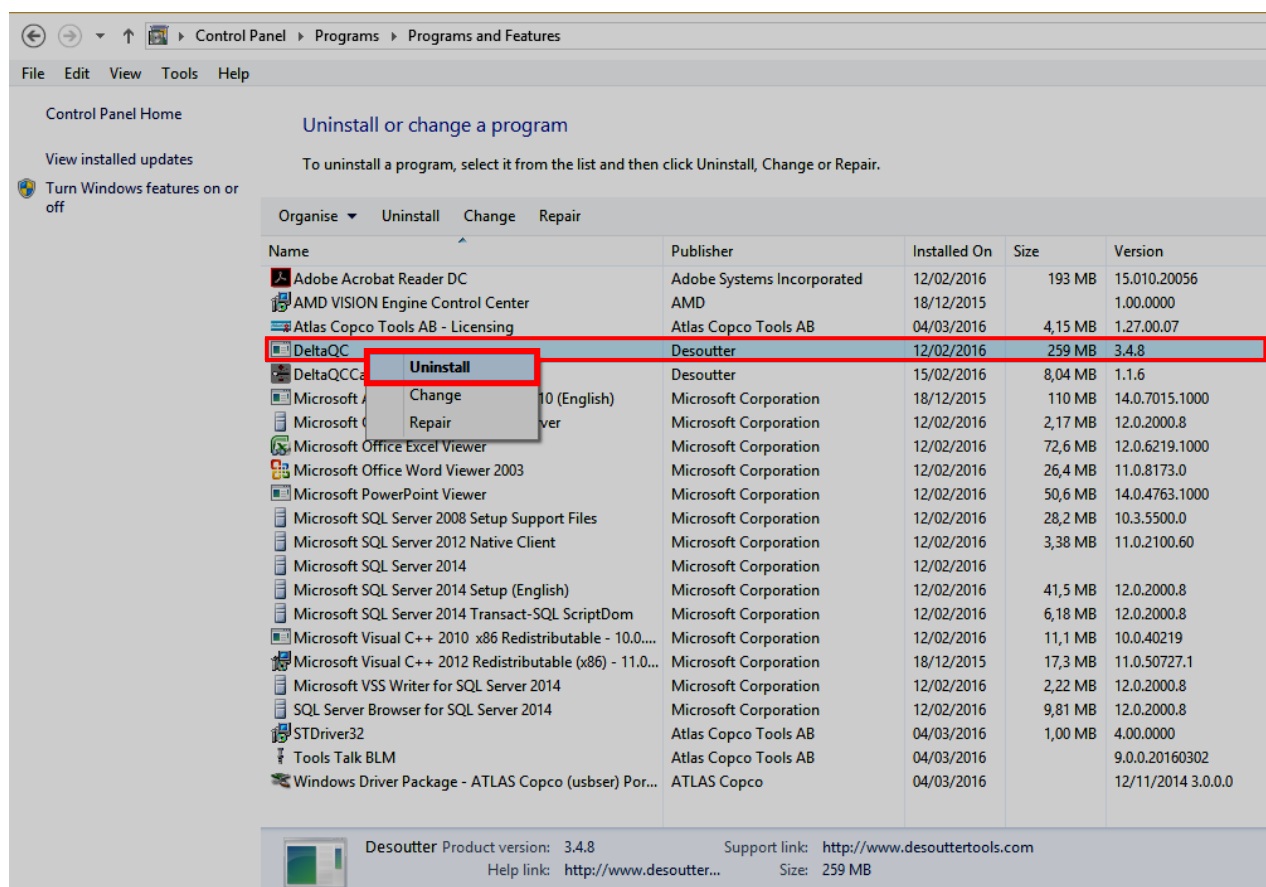 Control Panel Programs Programs and Features
File Edit View Tools Help
Control Panel Home
View installed updates
Turn Windows features on or
off
Uninstall or change a program
To uninstall a program, select it from the list and then click Uninstall, Change or Repair.
Organise Uninstall Change Repair
Name Publisher Installed On Size Version
Adobe Acrobat Reader DC Adobe Systems Incorporated 12/02/2016 193 MB 15.010.20056
AMD VISION Engine Control Center AMD 18/12/2015 1.00.0000
Atlas Copco Tools AB - Licensing Atlas Copco Tools AB 04/03/2016 4,15 MB 1.27.00.07
DeltaQC Desoutter 12/02/2016 259 MB 3.4.8
DeltaQCCa Desoutter 15/02/2016 8,04 MB 1.1.6
Uninstall
Change
Repair
Microsoft 10 (English) Microsoft Corporation 18/12/2015 110 MB 14.0.7015.1000
Microsoft ver Microsoft Corporation 12/02/2016 2,17 MB 12.0.2000.8
Microsoft Office Excel Viewer Microsoft Corporation 12/02/2016 72,6 MB 12.0.6219.1000
Microsoft Office Word Viewer 2003 Microsoft Corporation 12/02/2016 26,4 MB 11.0.8173.0
Microsoft PowerPoint Viewer Microsoft Corporation 12/02/2016 50,6 MB 14.0.4763.1000
Microsoft SQL Server 2008 Setup Support Files Microsoft Corporation 12/02/2016 28,2 MB 10.3.5500.0
Microsoft SQL Server 2012 Native Client Microsoft Corporation 12/02/2016 3,38 MB 11.0.2100.60
Microsoft SQL Server 2014 Microsoft Corporation 12/02/2016
Microsoft SQL Server 2014 Setup (English) Microsoft Corporation 12/02/2016 41,5 MB 12.0.2000.8
Microsoft SQL Server 2014 Transact-SQL ScriptDom Microsoft Corporation 12/02/2016 6,18 MB 12.0.2000.8
Microsoft Visual C++ 2010 x86 Redistributable - 10.0.... Microsoft Corporation 12/02/2016 11,1 MB 10.0.40219
Microsoft Visual C++ 2012 Redistributable (x86) - 11.0... Microsoft Corporation 18/12/2015 17,3 MB 11.0.50727.1
Microsoft VSS Writer for SQL Server 2014 Microsoft Corporation 12/02/2016 2,22 MB 12.0.2000.8
SQL Server Browser for SQL Server 2014 Microsoft Corporation 12/02/2016 9,81 MB 12.0.2000.8
STDriver32 Atlas Copco Tools AB 04/03/2016 1,00 MB 4.00.0000
Tools Talk BLM Atlas Copco Tools AB 04/03/2016 9.0.0.20160302
Windows Driver Package - ATLAS Copco (usbser) Por... ATLAS Copco 04/03/2016 12/11/2014 3.0.0.0
Desoutter Product version: 3.4.8 Support link: http://www.desouttertools.com
Help link: http://www.desoutter... Size: 259 MB